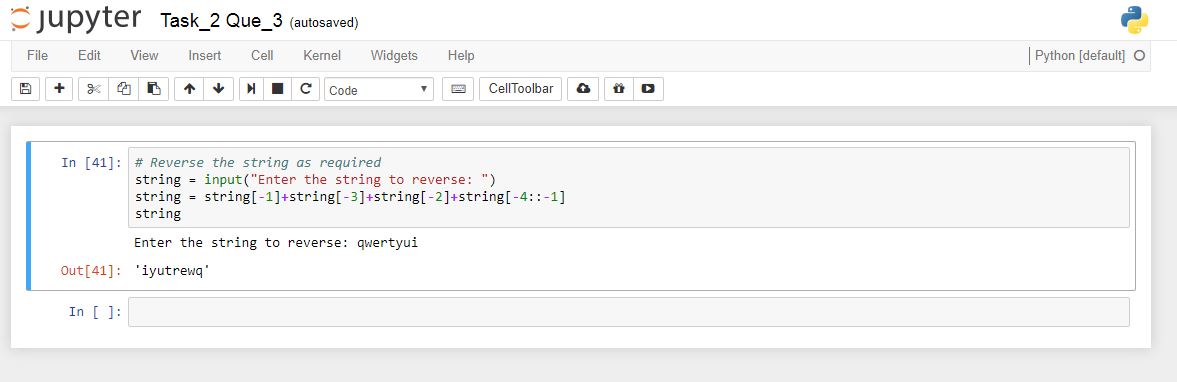 jupyter Task_2 Que_3 (autosaved)
File Edit View Insert Cell Kernel Widgets Help Python [default]
Code CellToolbar
In [41]: # Reverse the string as required
string = input("Enter the string to reverse: ")
string = string[-1]+string[-3]+string[-2]+string[-4::-1]
string
Enter the string to reverse: qwertyui
Out[41]: 'iyutrewq'
In [ ]: